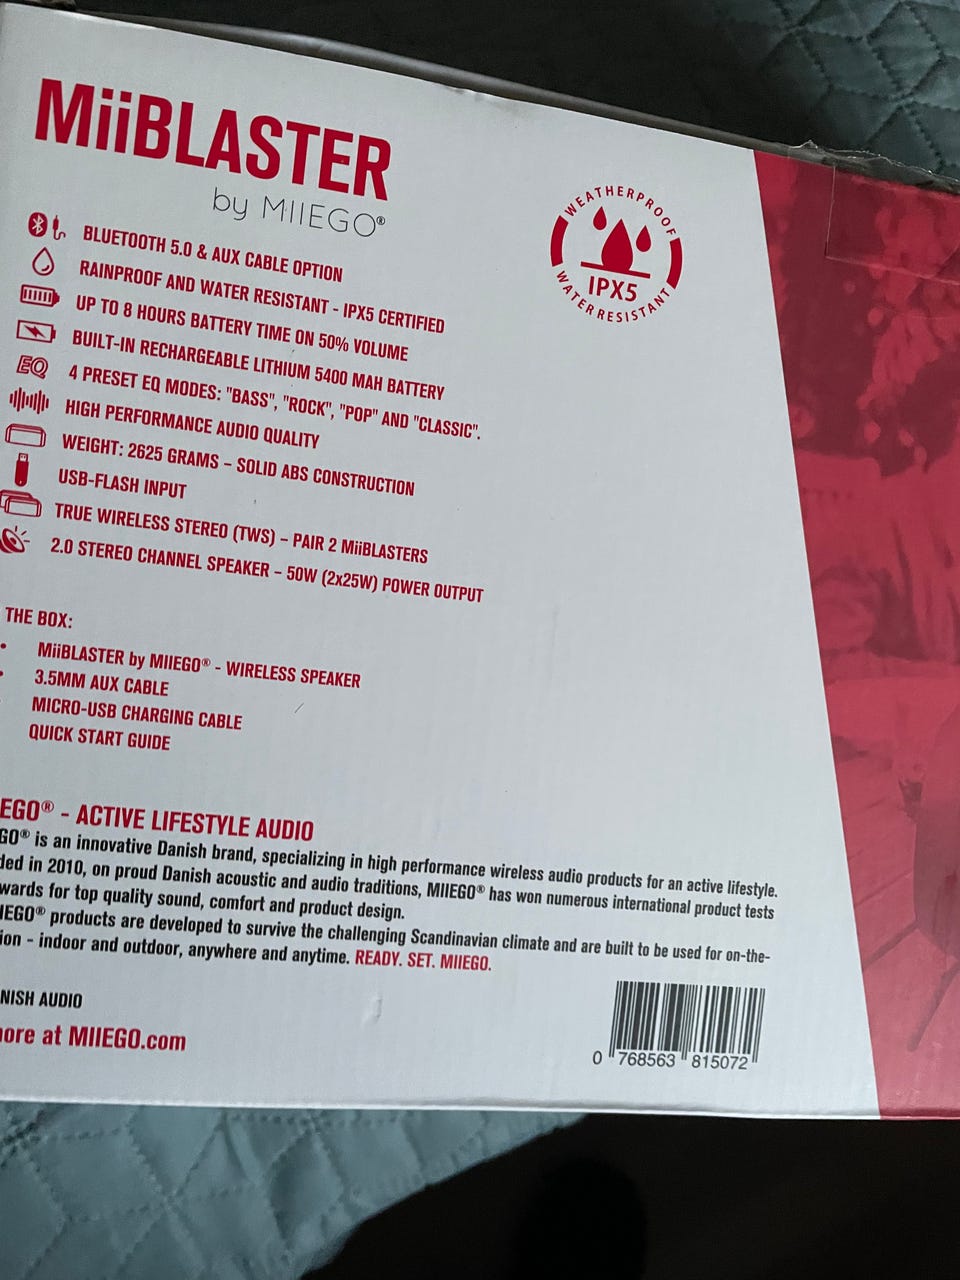 MiiBLASTER
by MIIEGO®
BLUETOOTH 5.0 & AUX CABLE OPTION
RAINPROOF AND WATER RESISTANT - IPX5 CERTIFIED
UP TO 8 HOURS BATTERY TIME ON 50% VOLUME
BUILT-IN RECHARGEABLE LITHIUM 5400 MAH BATTERY
EQ
4 PRESET EQ MODES: "BASS", "ROCK", "POP" AND "CLASSIC".
HIGH PERFORMANCE AUDIO QUALITY
WEIGHT: 2625 GRAMS – SOLID ABS CONSTRUCTION
USB-FLASH INPUT
TRUE WIRELESS STEREO (TWS) – PAIR 2 MiiBLASTERS
2.0 STEREO CHANNEL SPEAKER – 50W (2x25W) POWER OUTPUT
WEATHERPROOF
IPX5
WATER RESISTANT
THE BOX:
• MiiBLASTER by MIIEGO® - WIRELESS SPEAKER
• 3.5MM AUX CABLE
MICRO-USB CHARGING CABLE
QUICK START GUIDE
EGO® - ACTIVE LIFESTYLE AUDIO
GO® is an innovative Danish brand, specializing in high performance wireless audio products for an active lifestyle.
ded in 2010, on proud Danish acoustic and audio traditions, MIIEGO® has won numerous international product tests
wards for top quality sound, comfort and product design.
IEGO® products are developed to survive the challenging Scandinavian climate and are built to be used for on-the-
ion - indoor and outdoor, anywhere and anytime. READY. SET. MIIEGO.
NISH AUDIO
ore at MIIEGO.com
0 768563 815072